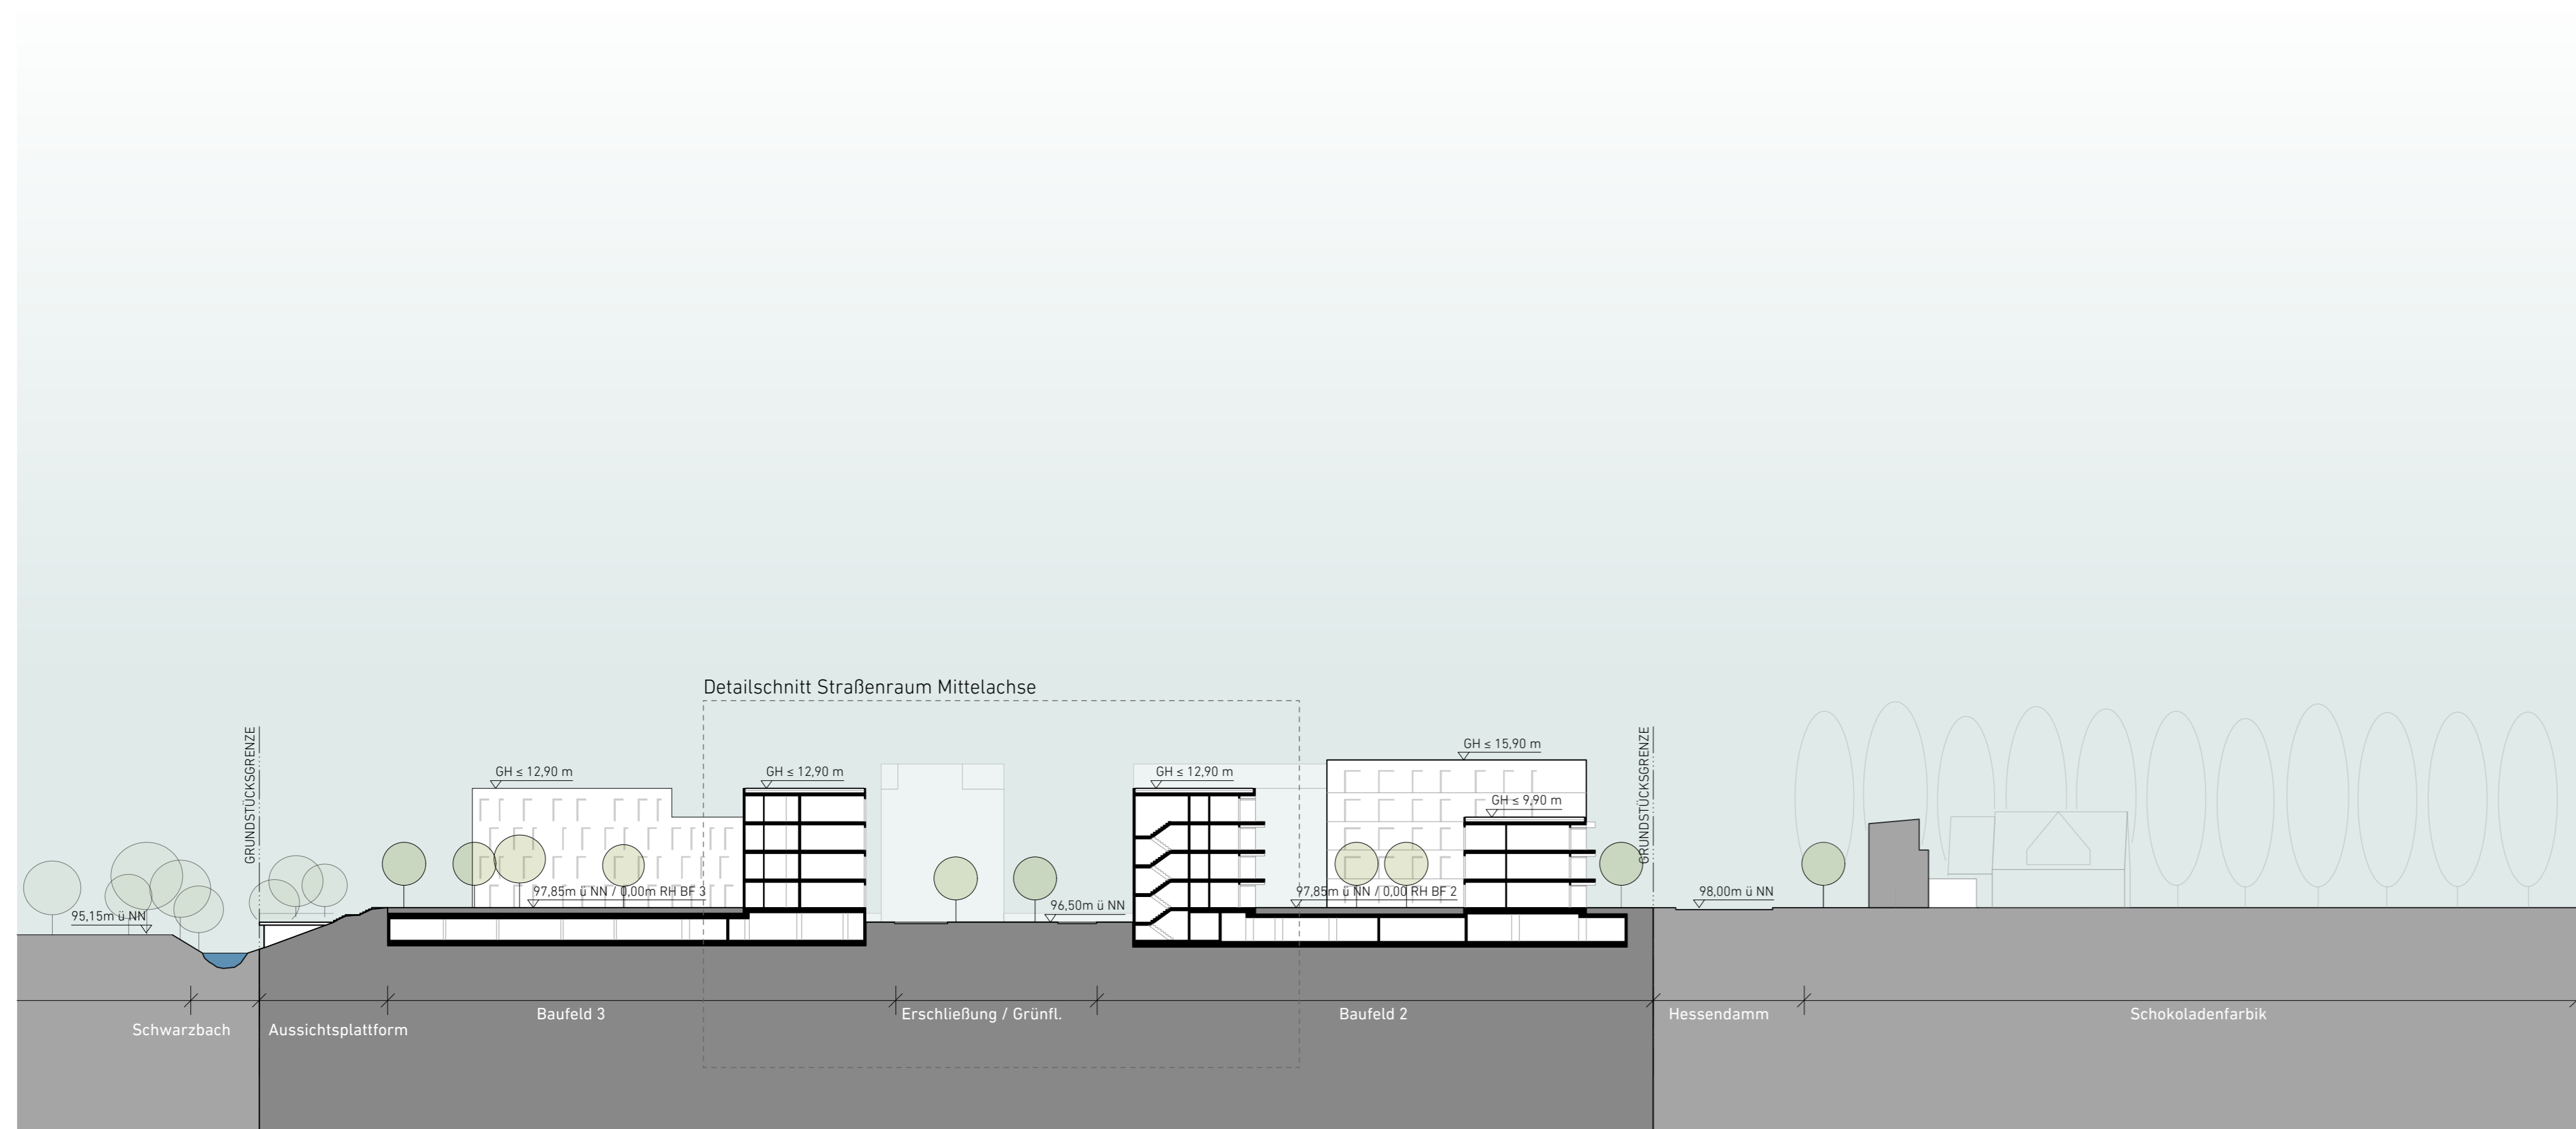 Detailschnitt Straßenraum Mittelachse
GRUNDSTÜCKSGRENZE
GRUNDSTÜCKSGRENZE
GH ≤ 15,90 m
GH ≤ 12,90 m
GH ≤ 12,90 m
GH ≤ 12,90 m
GH ≤ 9,90 m
97,85m ü NN / 0,00m RH BF 3
97,85m ü NN / 0,00 RH BF 2
98,00m ü NN
96,50m ü NN
95,15m ü NN
Baufeld 3
Erschließung / Grünfl.
Baufeld 2
Hessendamm
Schokoladenfarbik
Schwarzbach
Aussichtsplattform